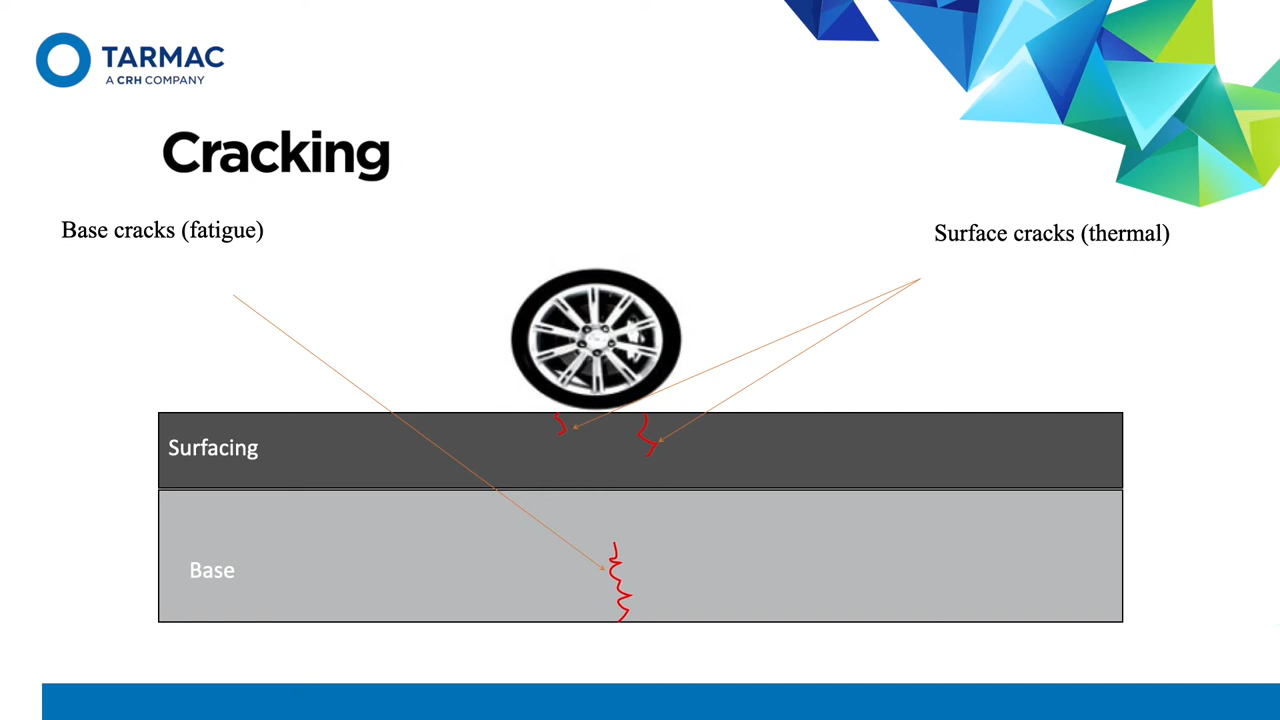 TARMAC
A CRH COMPANY
Cracking
Base cracks (fatigue)
Surface cracks (thermal)
Surfacing
Base